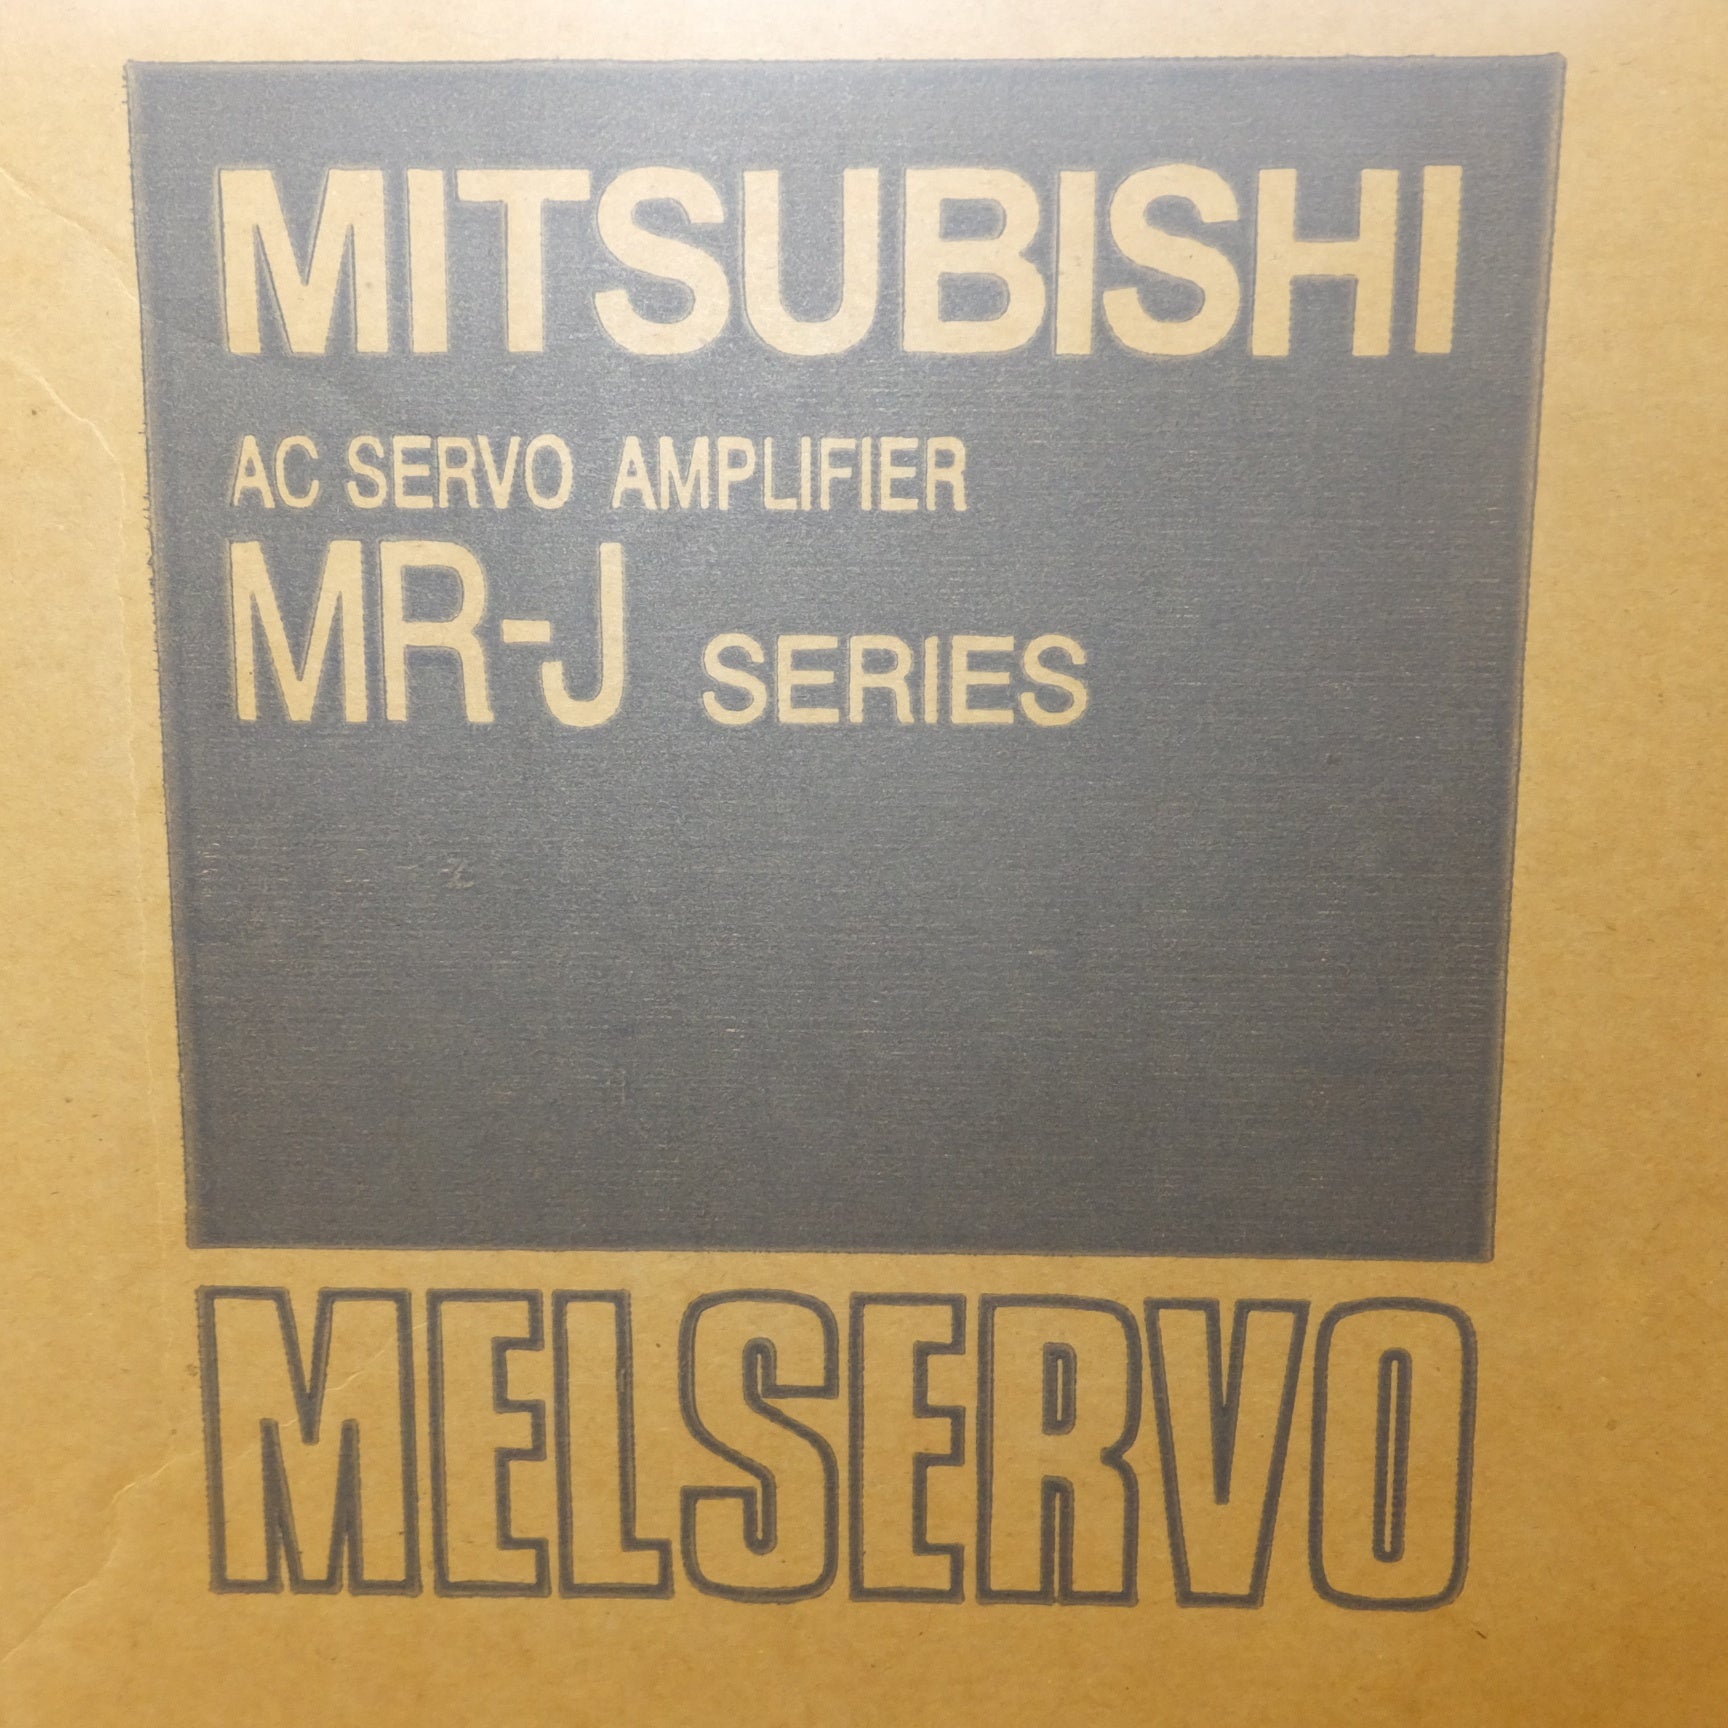 MITSUBISHI
AC SERVO AMPLIFIER
MR-J SERIES
MELSERVO